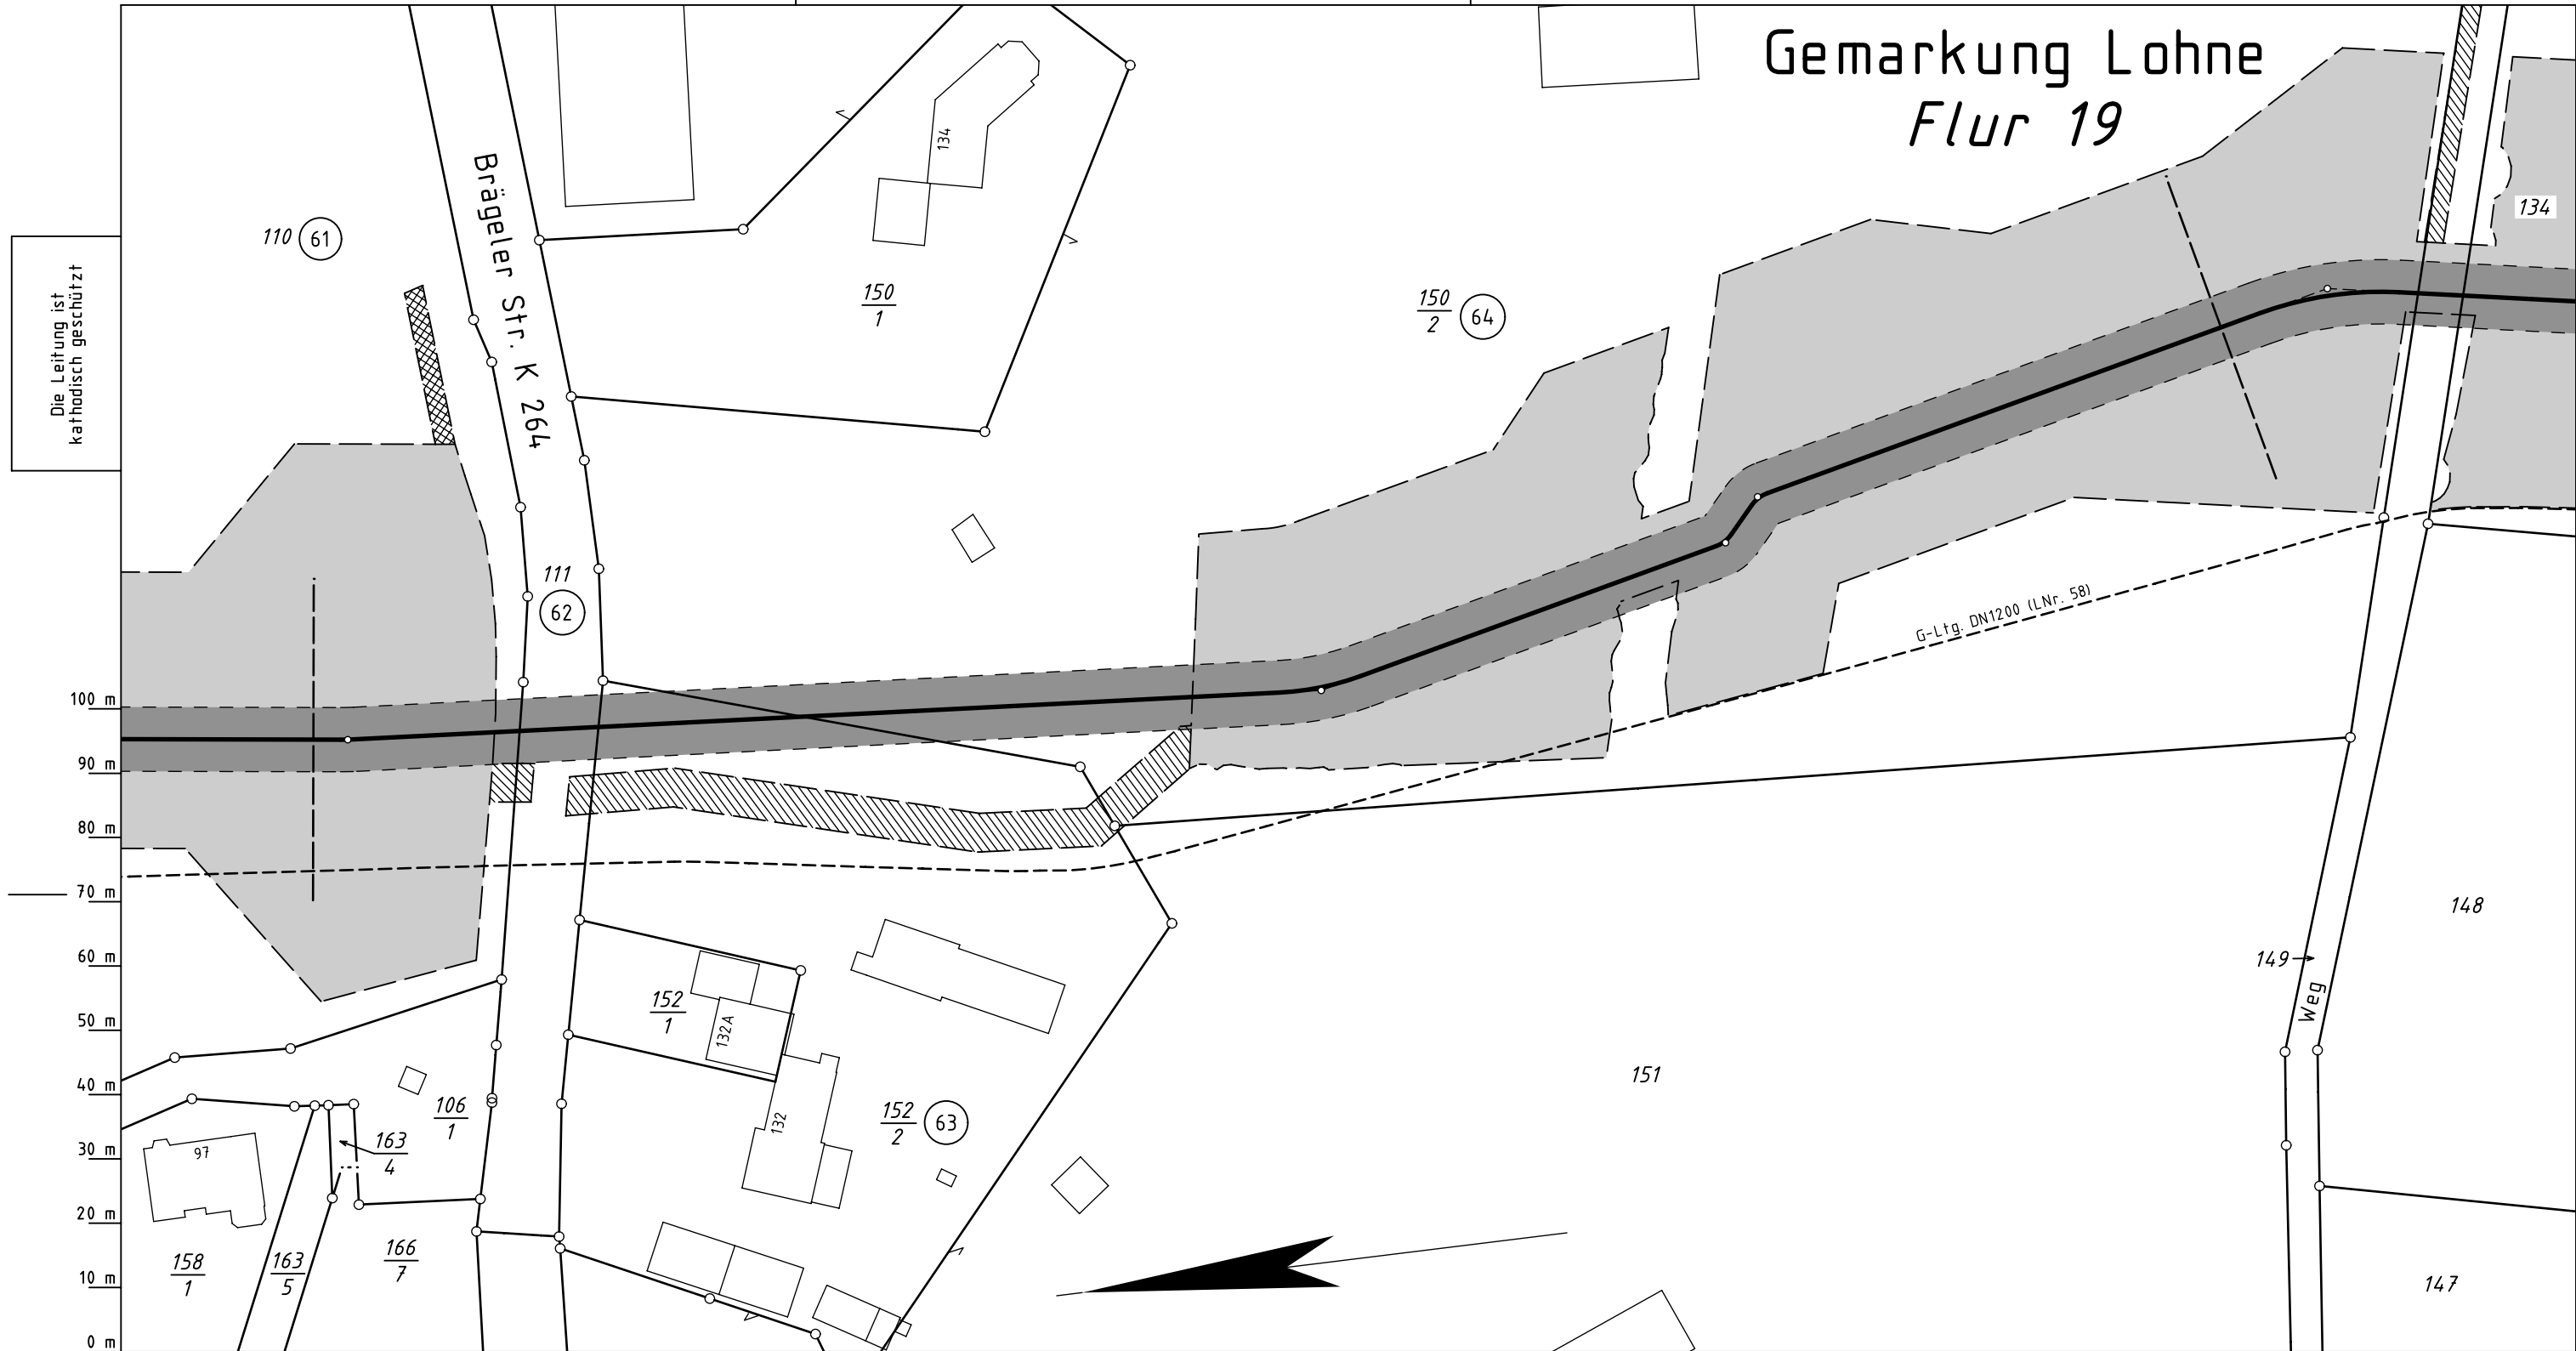 Gemarkung Lohne
Flur 19
Die Leitung ist
kathodisch geschützt
Brägeler Str. K 264
110 61
134
150
1
150
2
64
134
111
62
G-Ltg. DN1200 (LNr. 58)
100 m
90 m
80 m
70 m
60 m
50 m
40 m
30 m
20 m
10 m
0 m
148
149
Weg
152
1
132A
132
151
152
2
63
106
1
163
4
97
158
1
163
5
166
7
147